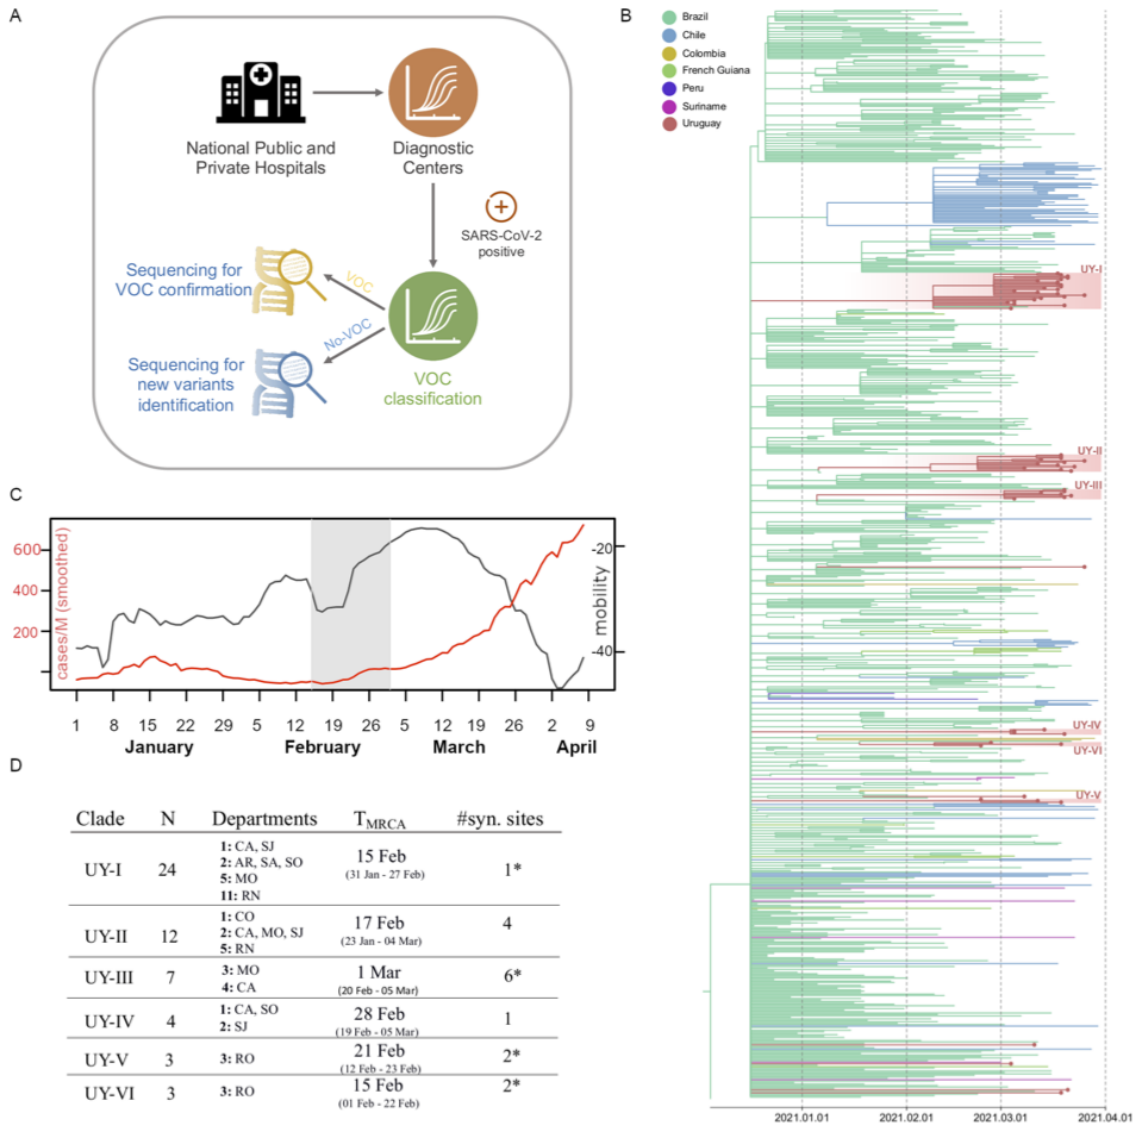 A
National Public and
Private Hospitals
Diagnostic
Centers
SARS-CoV-2
positive
VOC
No-VOC
Sequencing for
VOC confirmation
Sequencing for
new variants
identification
VOC
classification
B
Brazil
Chile
Colombia
French Guiana
Peru
Suriname
Uruguay
UY-I
UY-II
UY-III
UY-IV
UY-VI
UY-V
2021.01.01
2021.02.01
2021.03.01
2021.04.01
C
cases/M (smoothed)
600
400
200
mobility
-20
-40
1 8 15 22 29 5 12 19 26 5 12 19 26 2 9
January February March April
D
Clade N Departments TMRCA #syn. sites
UY-I 24 1: CA, SJ 15 Feb 1*
2: AR, SA, SO (31 Jan - 27 Feb)
5: MO
11: RN
UY-II 12 1: CO 17 Feb 4
2: CA, MO, SJ (23 Jan - 04 Mar)
5: RN
UY-III 7 3: MO 1 Mar 6*
4: CA (20 Feb - 05 Mar)
UY-IV 4 1: CA, SO 28 Feb 1
2: SJ (19 Feb - 05 Mar)
UY-V 3 3: RO 21 Feb 2*
(12 Feb - 23 Feb)
UY-VI 3 3: RO 15 Feb 2*
(01 Feb - 22 Feb)